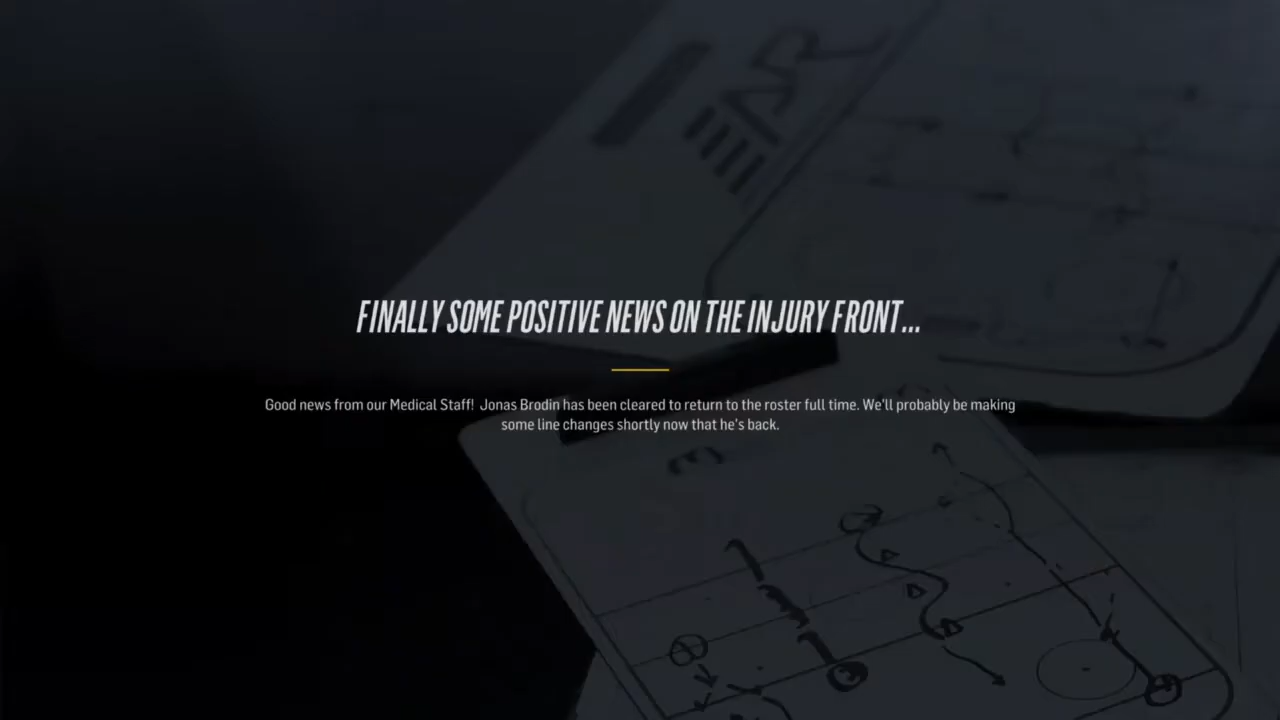 FINALLY SOME POSITIVE NEWS ON THE INJURY FRONT...
Good news from our Medical Staff! Jonas Brodin has been cleared to return to the roster full time. We'll probably be making
some line changes shortly now that he's back.